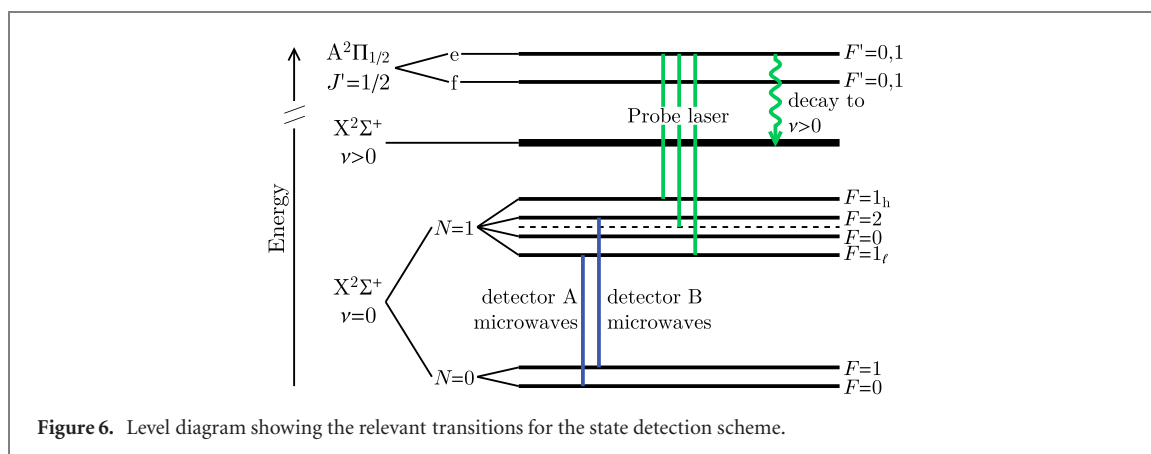 A²Π₁/₂
J'=1/2
e
f
F'=0,1
F'=0,1
decay to
ν>0
Probe laser
X²Σ⁺
ν>0
Energy
N=1
F=1ₕ
F=2
F=0
F=1ℓ
X²Σ⁺
ν=0
detector A
microwaves
detector B
microwaves
N=0
F=1
F=0
Figure 6. Level diagram showing the relevant transitions for the state detection scheme.